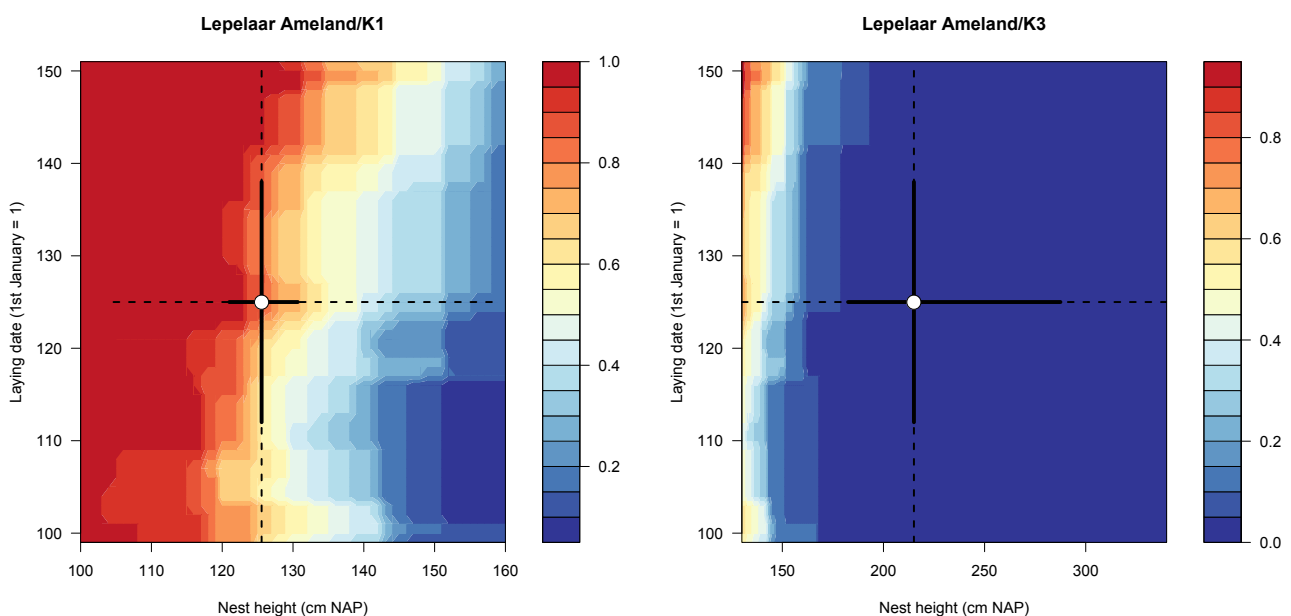 Lepelaar Ameland/K1
150
140
130
120
110
100
Laying date (1st January = 1)
100 110 120 130 140 150 160
Nest height (cm NAP)
1.0
0.8
0.6
0.4
0.2
Lepelaar Ameland/K3
150
140
130
120
110
100
Laying date (1st January = 1)
150 200 250 300
Nest height (cm NAP)
0.8
0.6
0.4
0.2
0.0